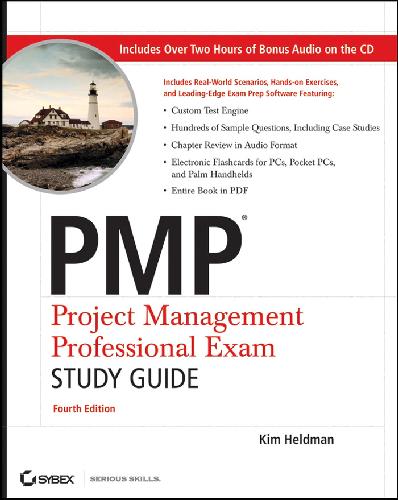 Includes Over Two Hours of Bonus Audio on the CD
Includes Real-World Scenarios, Hands-on Exercises,
and Leading-Edge Exam Prep Software Featuring:
• Custom Test Engine
• Hundreds of Sample Questions, Including Case Studies
• Chapter Review in Audio Format
• Electronic Flashcards for PCs, Pocket PCs,
and Palm Handhelds
• Entire Book in PDF
PMP®
Project Management
Professional Exam
STUDY GUIDE
Fourth Edition
Kim Heldman
SYBEX
SERIOUS SKILLS.